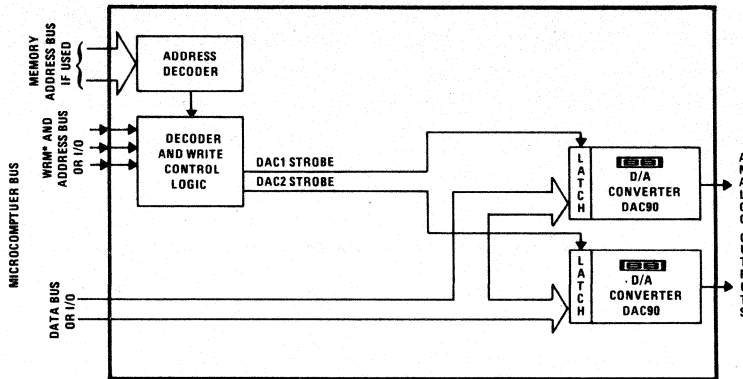 MICROCOMPTUER BUS
MEMORY
ADDRESS BUS
IF USED
ADDRESS
DECODER
WRM* AND
ADDRESS BUS
OR I/O
DECODER
AND WRITE
CONTROL
LOGIC
DAC1 STROBE
DAC2 STROBE
DATA BUS
OR I/O
LATCH
D/A
CONVERTER
DAC90
LATCH
D/A
CONVERTER
DAC90